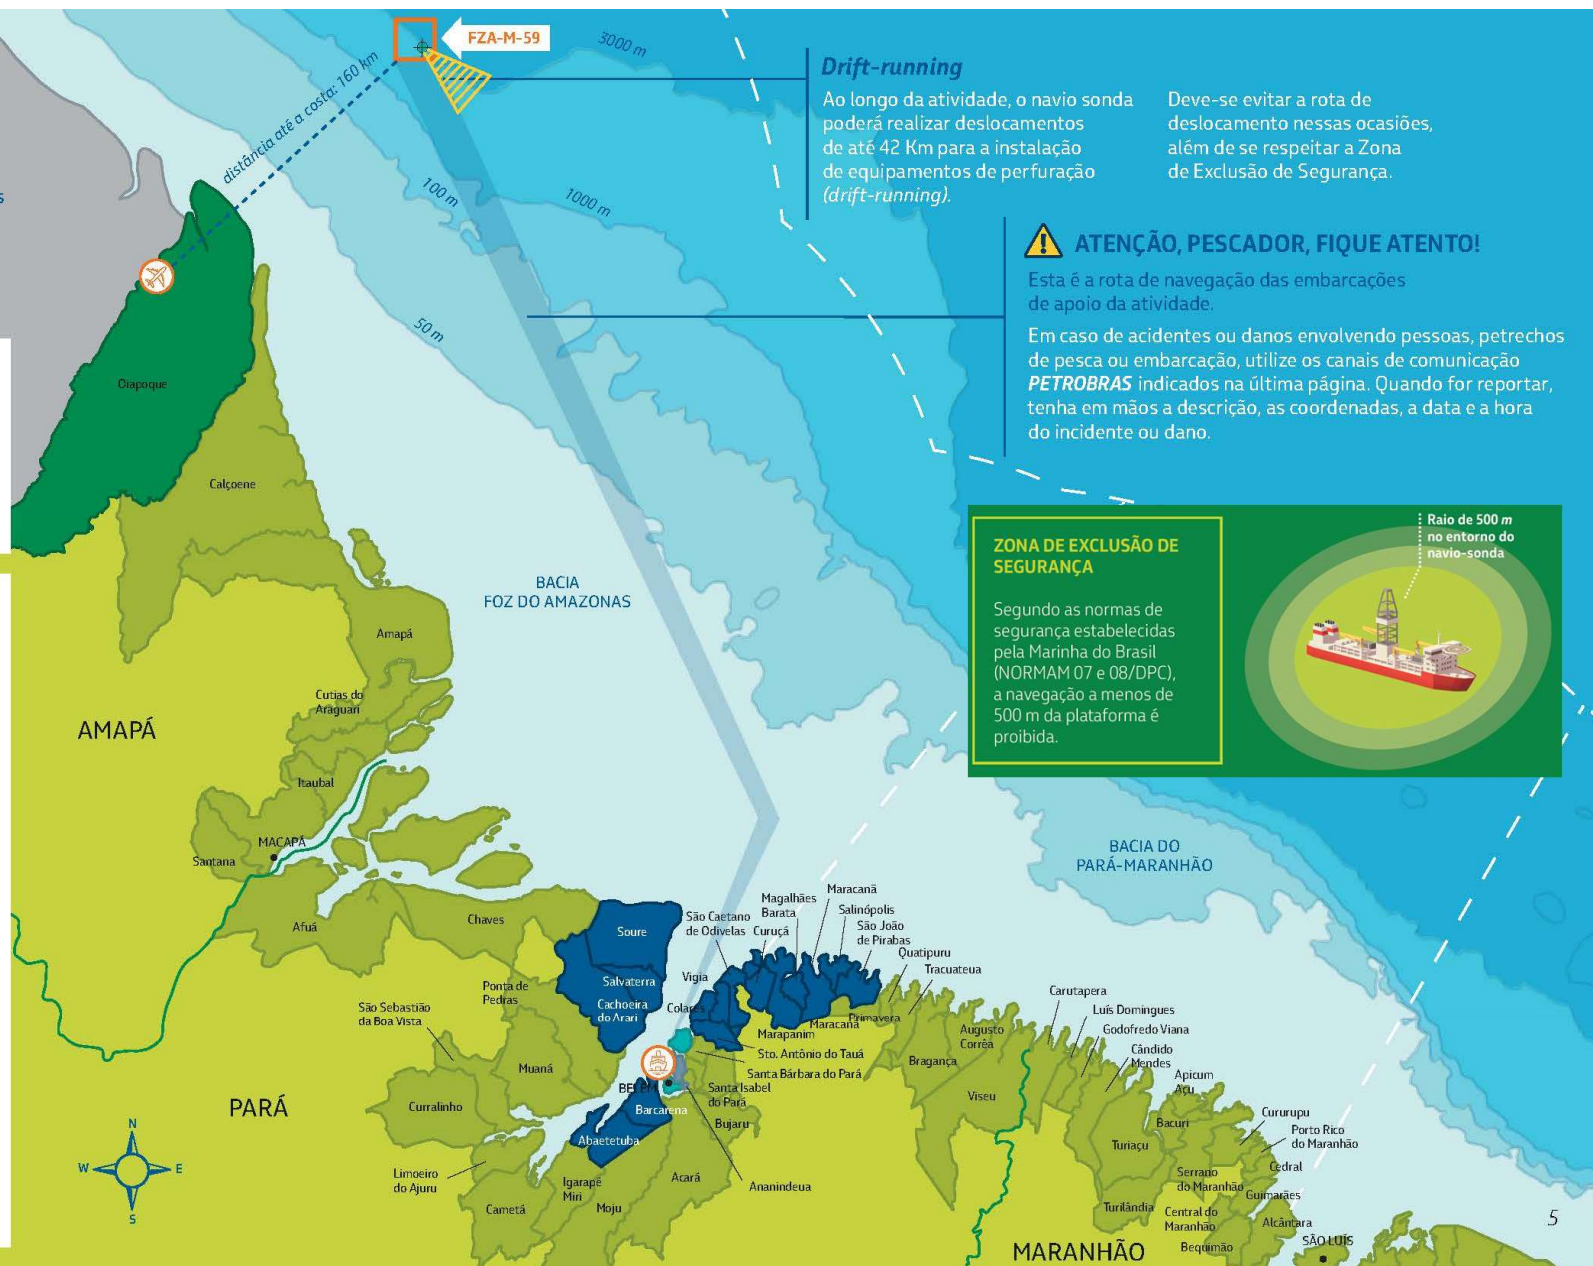 FZA-M-59
3000 m
distância até a costa: 160 km
100 m
1000 m
50 m
Drift-running
Ao longo da atividade, o navio sonda
poderá realizar deslocamentos
de até 42 Km para a instalação
de equipamentos de perfuração
(drift-running).
Deve-se evitar a rota de
deslocamento nessas ocasiões,
além de se respeitar a Zona
de Exclusão de Segurança.
ATENÇÃO, PESCADOR, FIQUE ATENTO!
Esta é a rota de navegação das embarcações
de apoio da atividade.
Em caso de acidentes ou danos envolvendo pessoas, petrechos
de pesca ou embarcação, utilize os canais de comunicação
PETROBRAS indicados na última página. Quando for reportar,
tenha em mãos a descrição, as coordenadas, a data e a hora
do incidente ou dano.
ZONA DE EXCLUSÃO DE
SEGURANÇA
Segundo as normas de
segurança estabelecidas
pela Marinha do Brasil
(NORMAM 07 e 08/DPC),
a navegação a menos de
500 m da plataforma é
proibida.
Raio de 500 m
no entorno do
navio-sonda
Oiapoque
Calçoene
BACIA
FOZ DO AMAZONAS
Amapá
Cutias do
Araguari
AMAPÁ
Itaubal
MACAPÁ
Santana
Afuá
Chaves
BACIA DO
PARÁ-MARANHÃO
Soure
Salvaterra
Cachoeira
do Arari
Ponta de
Pedras
São Sebastião
da Boa Vista
Muaná
Curralinho
PARÁ
N
W
E
S
Limoeiro
do Ajuru
Cametá
Igarapé
Miri
Moju
Acará
Abaetetuba
Barcarena
BELÉM
Bujaru
Ananindeua
Santa Isabel
do Pará
Santa Bárbara do Pará
Sto. Antônio do Tauá
Marapanim
Maracanã
Primavera
Colares
Vigia
São Caetano
de Odivelas
Curuçá
Magalhães
Barata
Maracanã
Salinópolis
São João
de Pirabas
Quatipuru
Tracuateua
Bragança
Augusto
Corrêa
Viseu
Carutapera
Luís Domingues
Godofredo Viana
Cândido
Mendes
Apicum
Açu
Bacuri
Cururupu
Porto Rico
do Maranhão
Cedral
Turiaçu
Serrano
do Maranhão
Guimarães
Turilândia
Central do
Maranhão
Alcântara
Bequimão
SÃO LUÍS
MARANHÃO
5